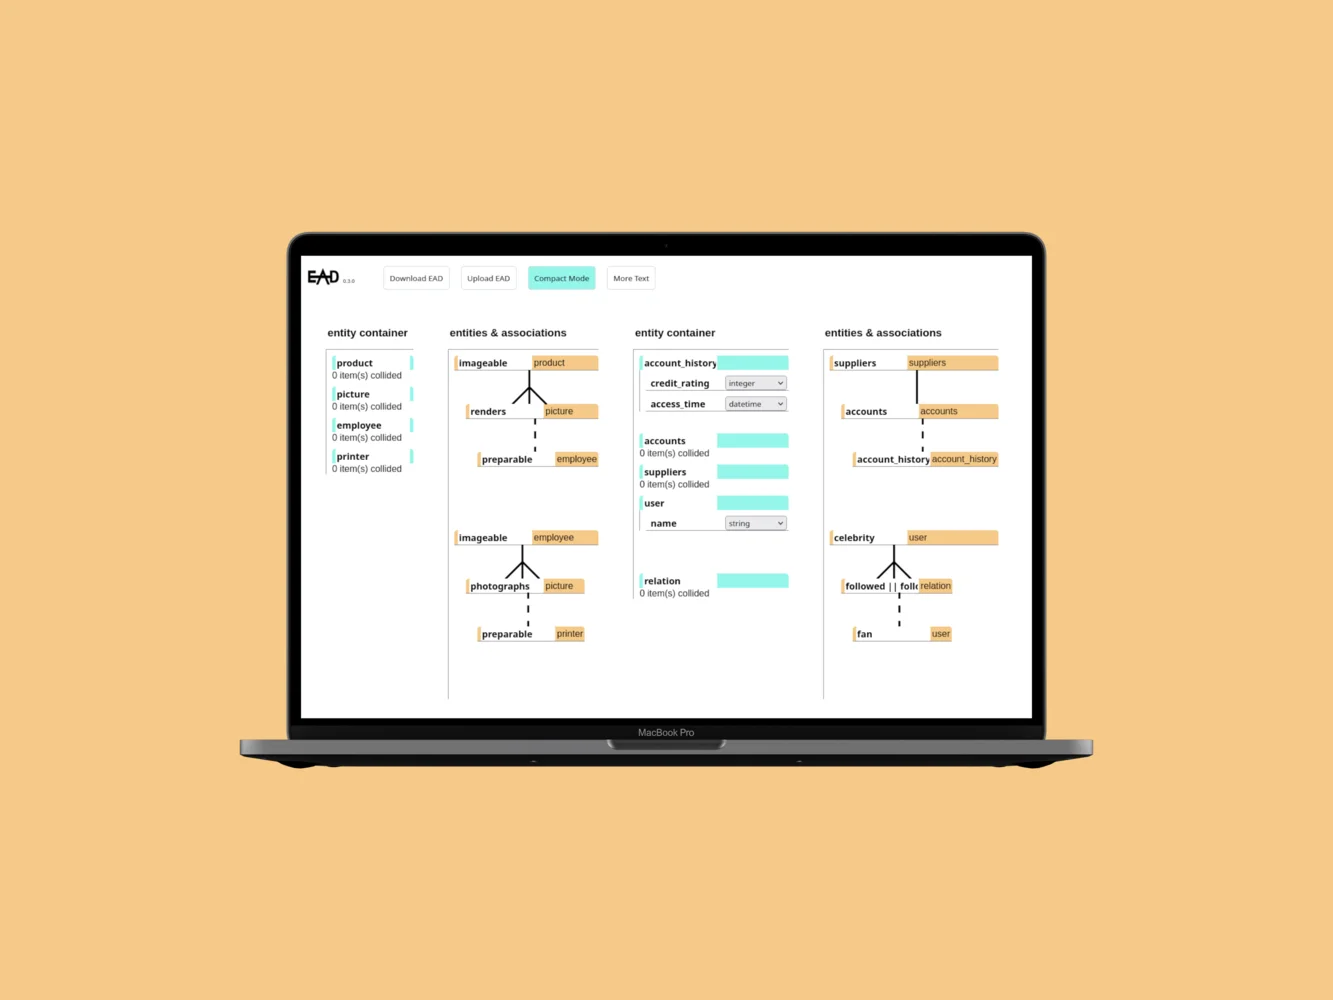 EAD 0.3.0
Download EAD
Upload EAD
Compact Mode
More Text
entity container
product
0 item(s) collided
picture
0 item(s) collided
employee
0 item(s) collided
printer
0 item(s) collided
entities & associations
imageable product
renders picture
preparable employee
imageable employee
photographs picture
preparable printer
entity container
account_history
credit_rating integer
access_time datetime
accounts
0 item(s) collided
suppliers
0 item(s) collided
user
name string
relation
0 item(s) collided
entities & associations
suppliers suppliers
accounts accounts
account_history account_history
celebrity user
followed || follo relation
fan user
MacBook Pro